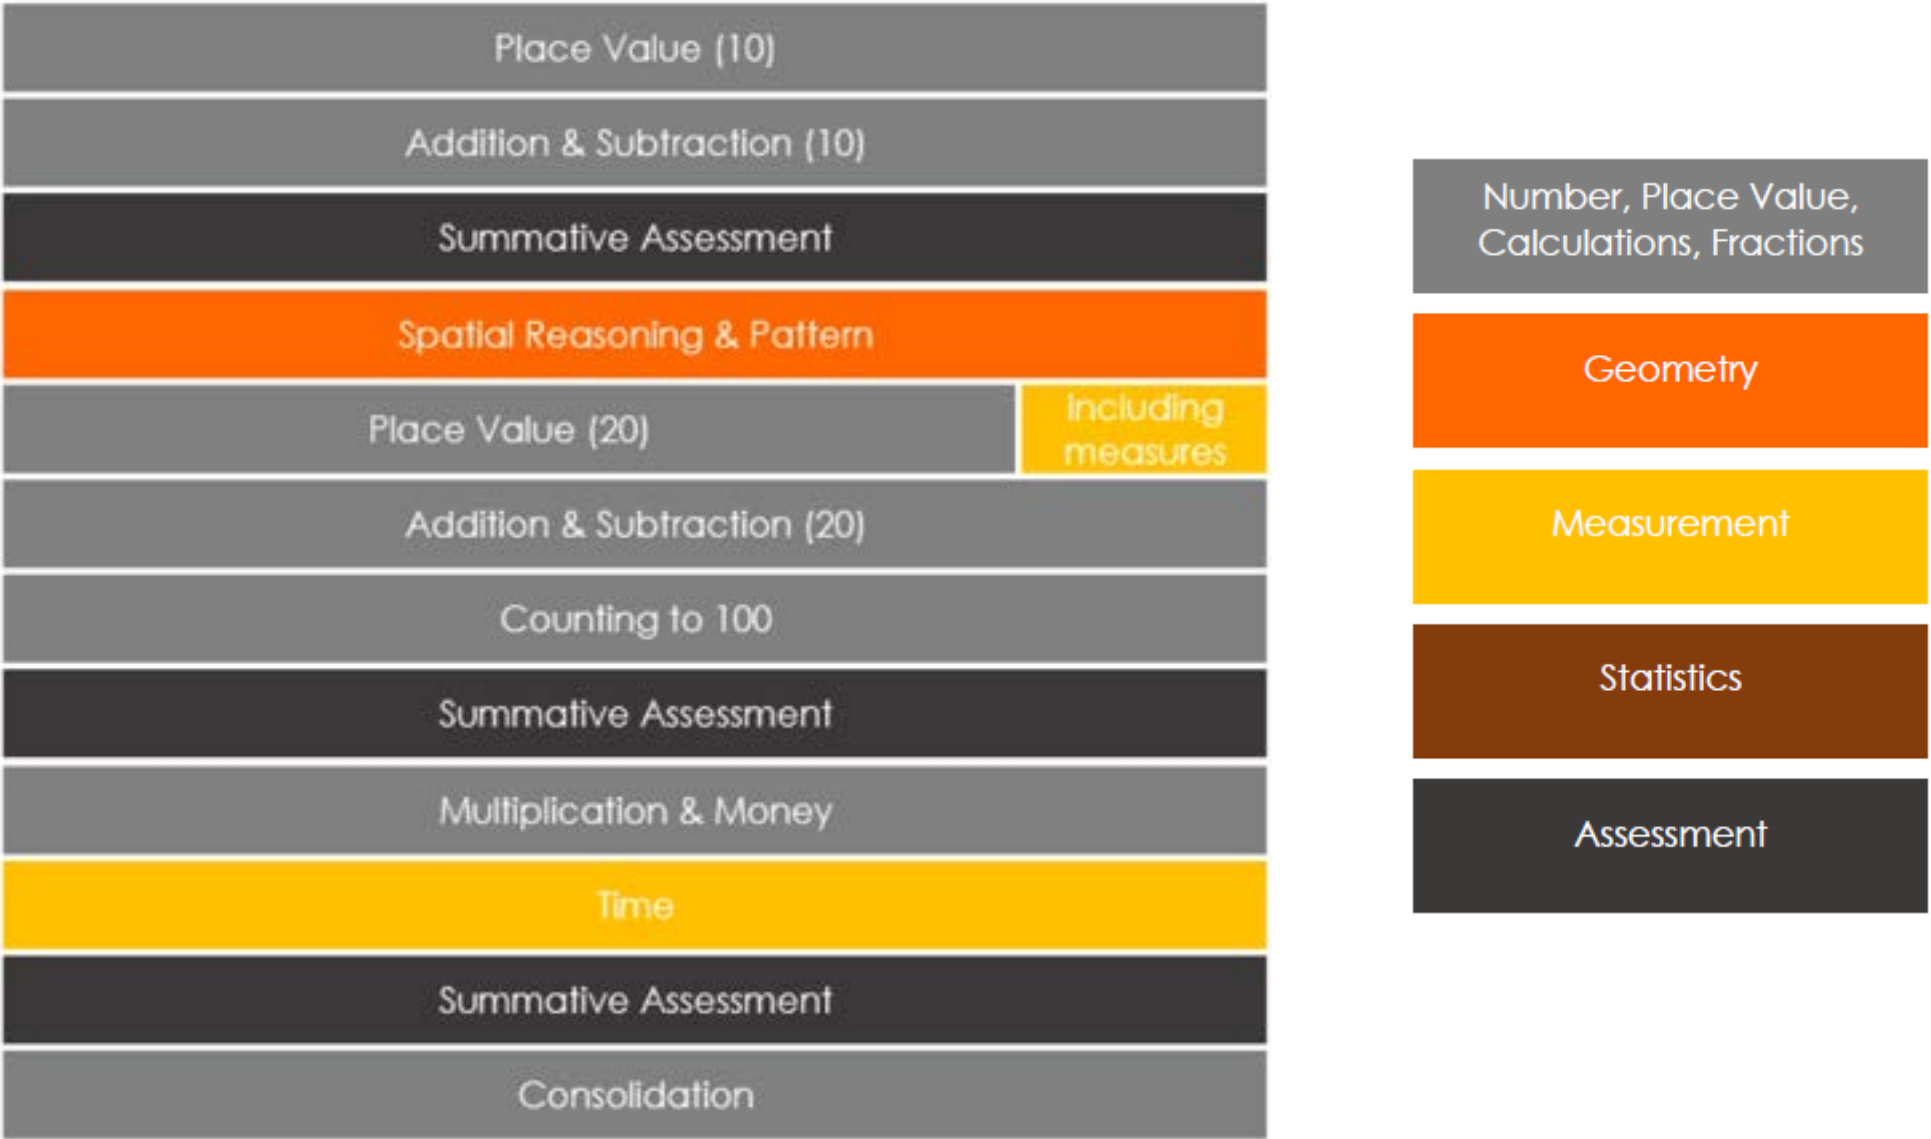 Place Value (10)
Addition & Subtraction (10)
Summative Assessment
Spatial Reasoning & Pattern
Place Value (20)
Including
measures
Addition & Subtraction (20)
Counting to 100
Summative Assessment
Multiplication & Money
Time
Summative Assessment
Consolidation
Number, Place Value,
Calculations, Fractions
Geometry
Measurement
Statistics
Assessment